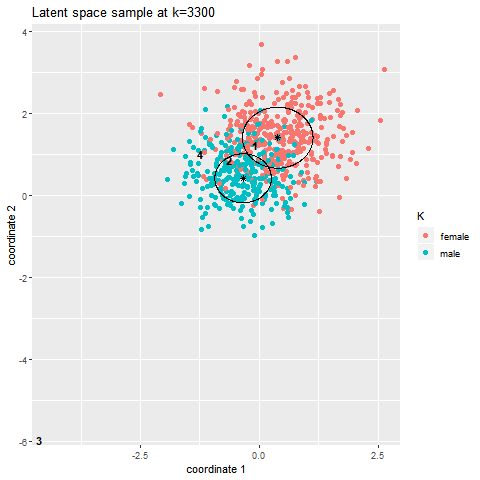 Latent space sample at k=3300
4
2
0
-2
-4
-6
coordinate 2
1
2
4
3
-2.5
0.0
2.5
coordinate 1
K
female
male